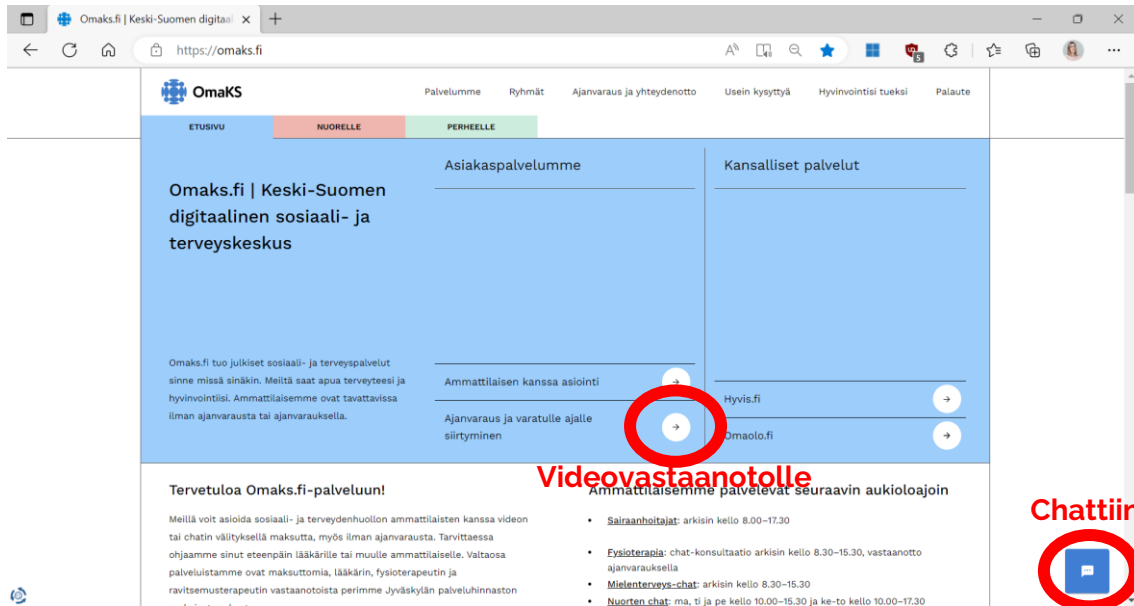 Omaks.fi | Keski-Suomen digitaal
https://omaks.fi
5
OmaKS
Palvelumme
Ryhmät
Ajanvaraus ja yhteydenotto
Usein kysyttyä
Hyvinvointisi tueksi
Palaute
ETUSIVU
NUORELLE
PERHEELLE
Omaks.fi | Keski-Suomen
digitaalinen sosiaali- ja
terveyskeskus
Omaks.fi tuo julkiset sosiaali- ja terveyspalvelut
sinne missä sinäkin. Meiltä saat apua terveyteesi ja
hyvinvointiisi. Ammattilaisemme ovat tavattavissa
ilman ajanvarausta tai ajanvarauksella.
Asiakaspalvelumme
Ammattilaisen kanssa asiointi
Ajanvaraus ja varatulle ajalle
siirtyminen
Kansalliset palvelut
Hyvis.fi
Omaolo.fi
Videovastaanotolle
Chattiin
Tervetuloa Omaks.fi-palveluun!
Meillä voit asioida sosiaali- ja terveydenhuollon ammattilaisten kanssa videon
tai chatin välityksellä maksutta, myös ilman ajanvarausta. Tarvittaessa
ohjaamme sinut eteenpäin lääkärille tai muulle ammattilaiselle. Valtaosa
palveluistamme ovat maksuttomia, lääkärin, fysioterapeutin ja
ravitsemusterapeutin vastaanotoista perimme Jyväskylän palveluhinnaston
Ammattilaisemme palvelevat seuraavin aukioloajoin
• Sairaanhoitajat: arkisin kello 8.00–17.30
• Fysioterapia: chat-konsultaatio arkisin kello 8.30–15.30, vastaanotto
ajanvarauksella
• Mielenterveys-chat: arkisin kello 8.30–15.30
• Nuorten chat: ma, ti ja pe kello 10.00–15.30 ja ke-to kello 10.00–17.30